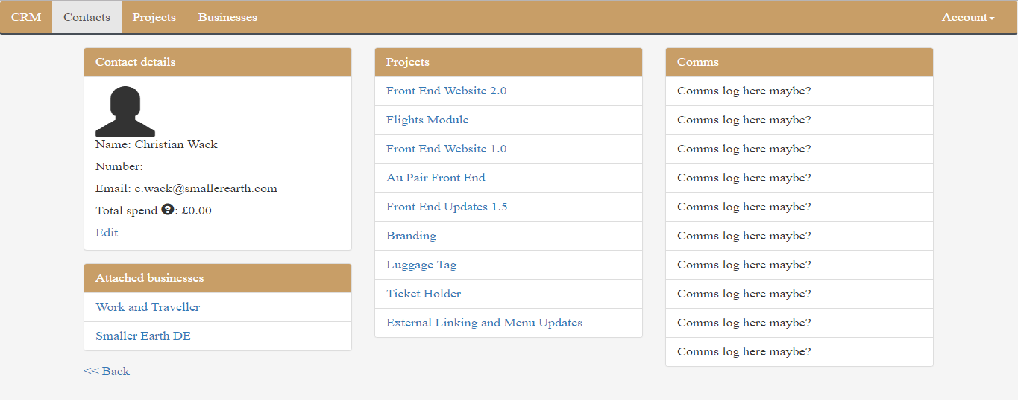 CRM Contacts Projects Businesses Account
Contact details
Name: Christian Wack
Number:
Email: c.wack@smallerearth.com
Total spend ?: £0.00
Edit
Attached businesses
Work and Traveller
Smaller Earth DE
<< Back
Projects
Front End Website 2.0
Flights Module
Front End Website 1.0
Au Pair Front End
Front End Updates 1.5
Branding
Luggage Tag
Ticket Holder
External Linking and Menu Updates
Comms
Comms log here maybe?
Comms log here maybe?
Comms log here maybe?
Comms log here maybe?
Comms log here maybe?
Comms log here maybe?
Comms log here maybe?
Comms log here maybe?
Comms log here maybe?
Comms log here maybe?